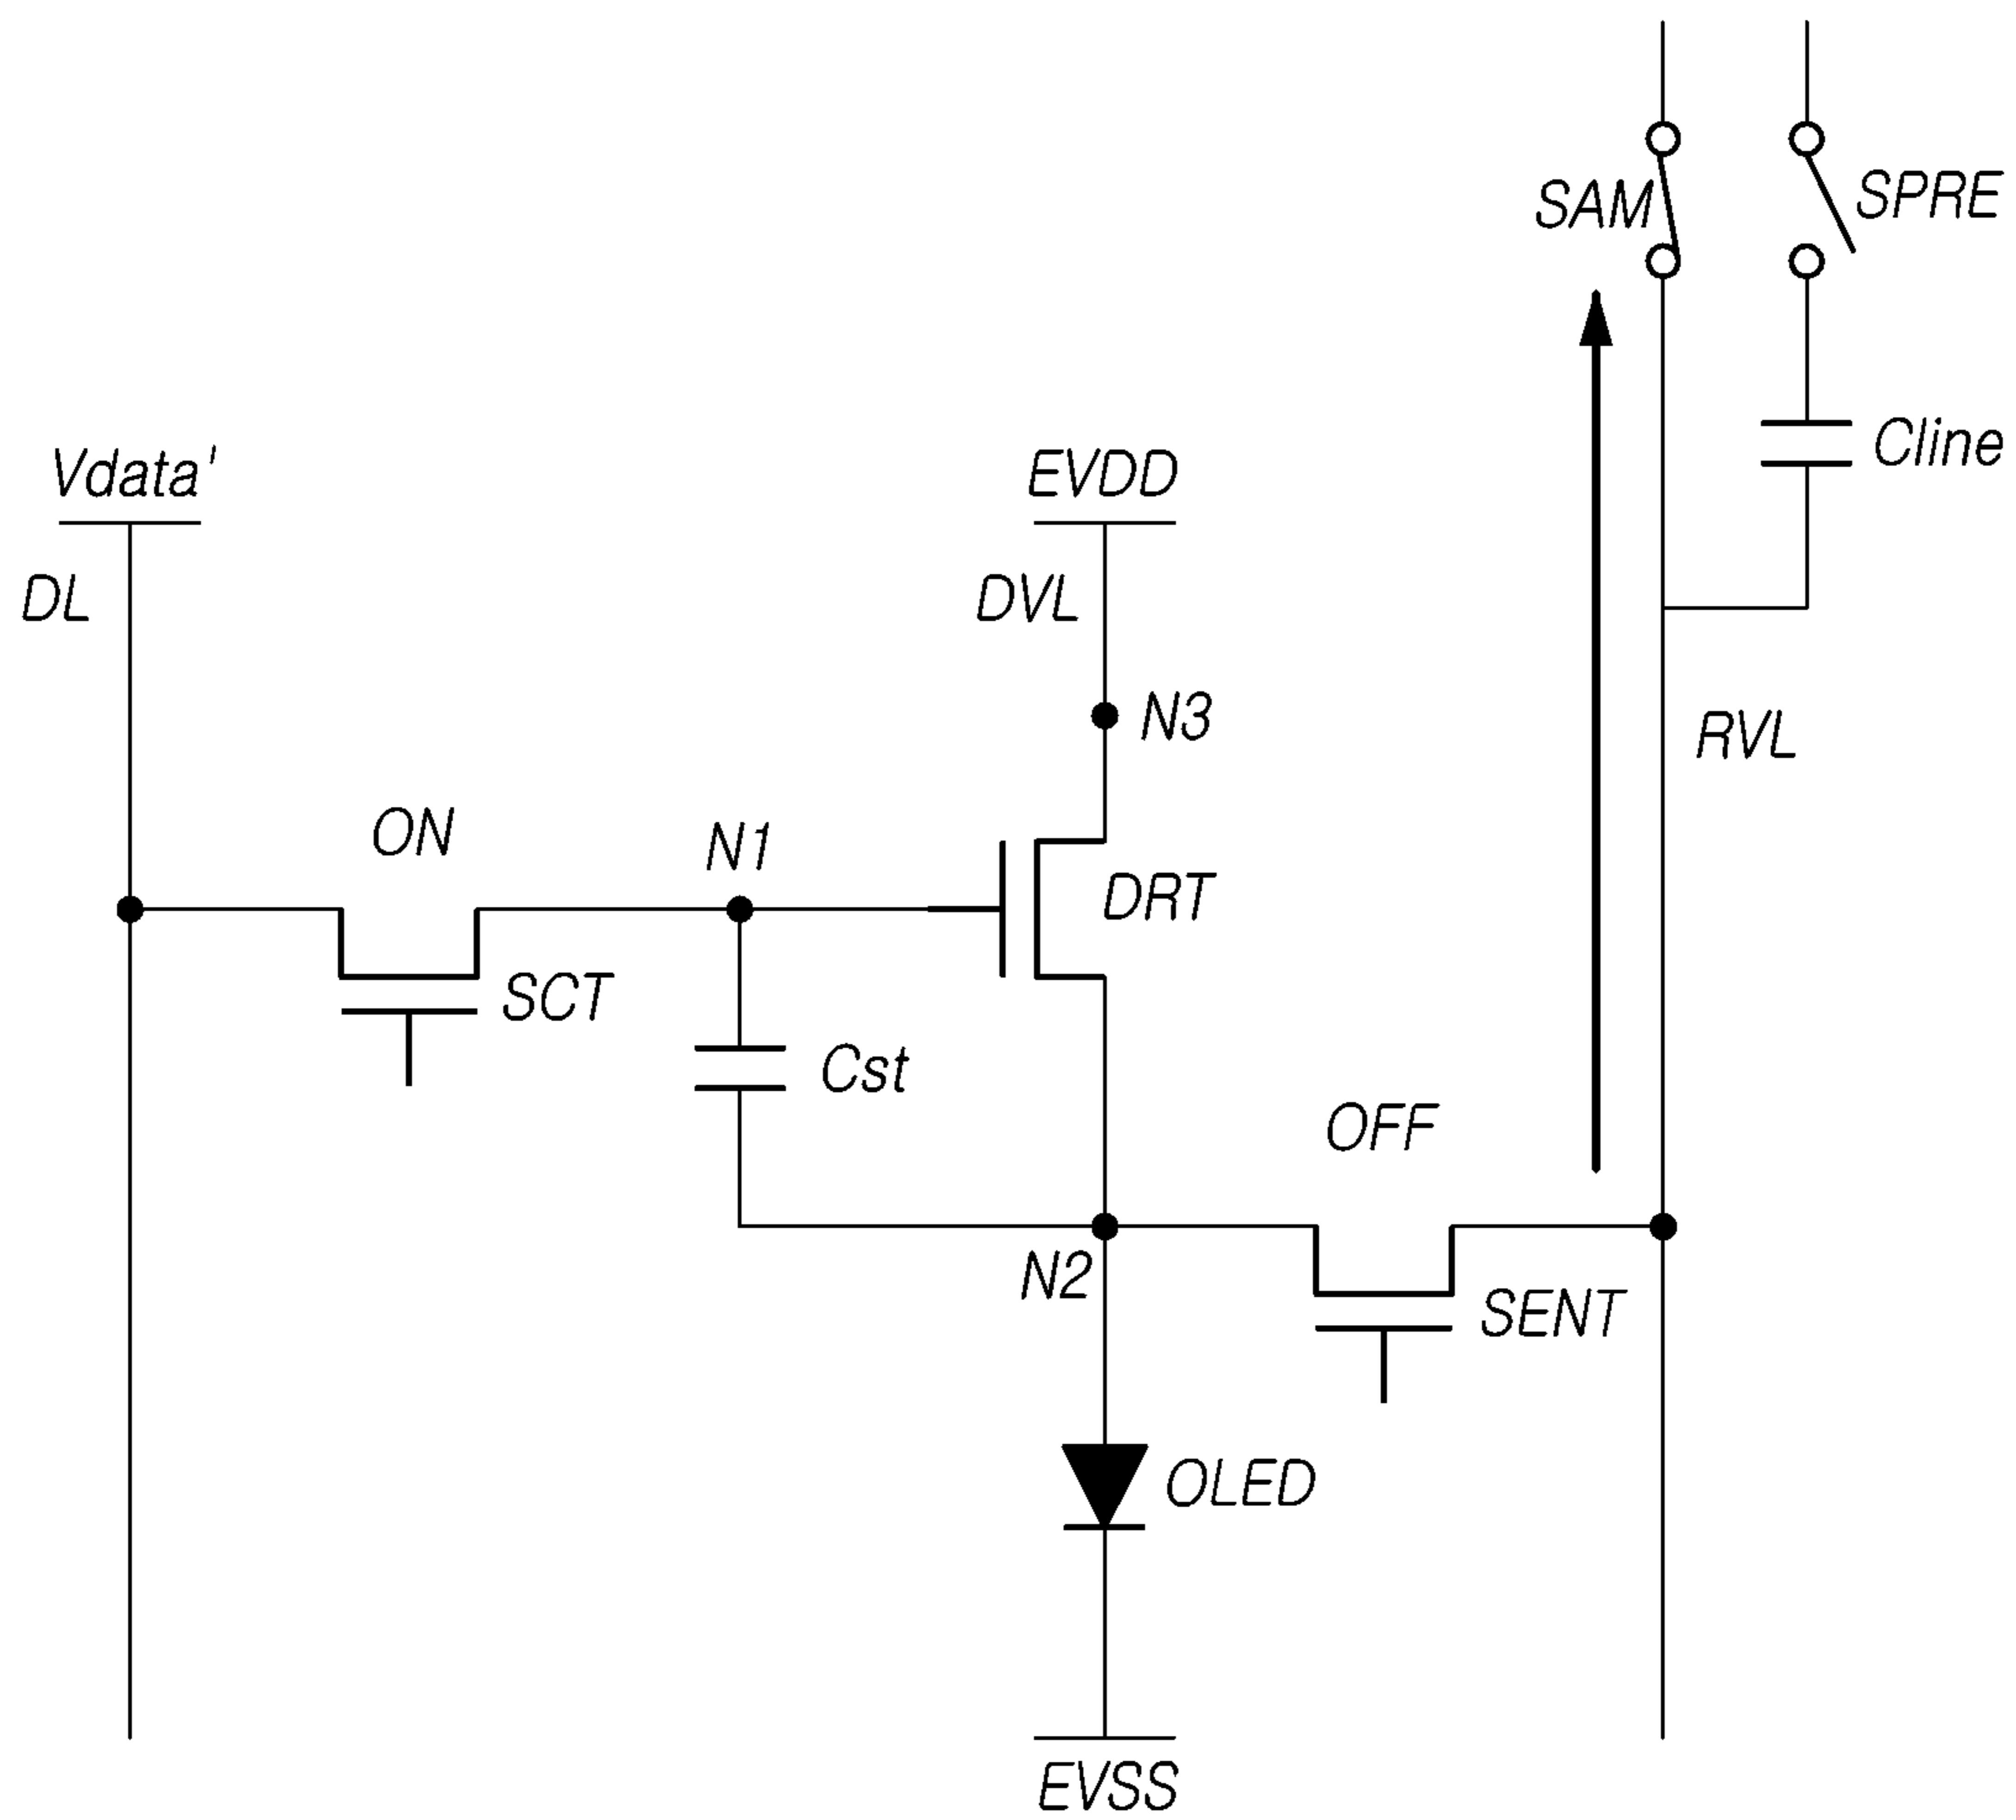 SAM
SPRE
Cline
Vdata'
EVDD
DL
DVL
N3
RVL
ON
N1
DRT
SCT
Cst
OFF
N2
SENT
OLED
EVSS